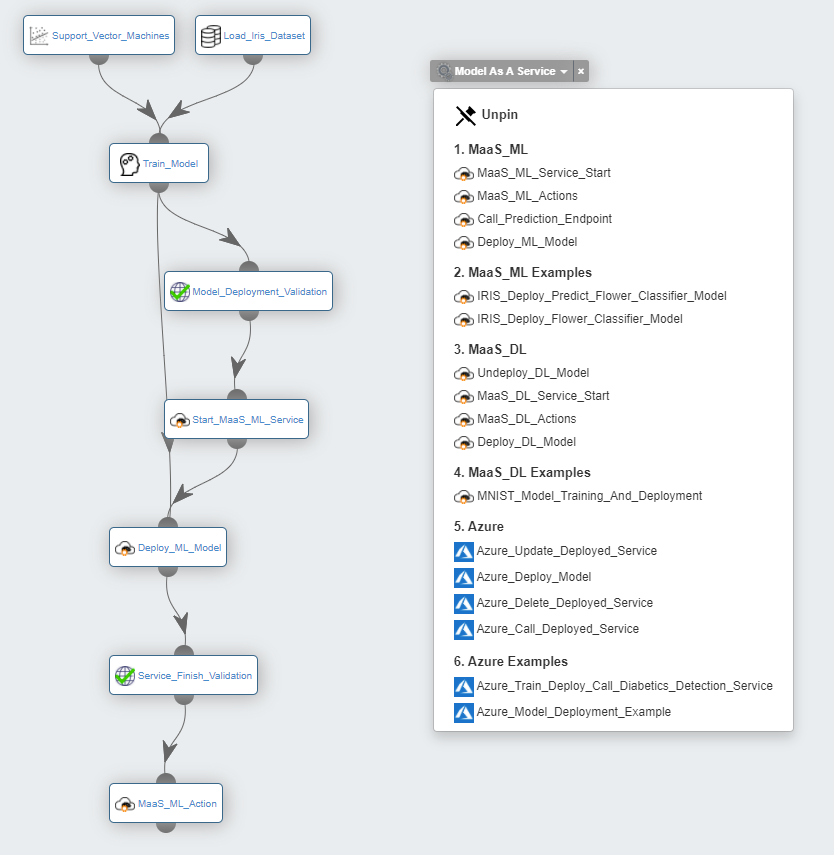 Support_Vector_Machines
Load_Iris_Dataset
Train_Model
Model_Deployment_Validation
Start_MaaS_ML_Service
Deploy_ML_Model
Service_Finish_Validation
MaaS_ML_Action
Model As A Service
×
Unpin
1. MaaS_ML
MaaS_ML_Service_Start
MaaS_ML_Actions
Call_Prediction_Endpoint
Deploy_ML_Model
2. MaaS_ML Examples
IRIS_Deploy_Predict_Flower_Classifier_Model
IRIS_Deploy_Flower_Classifier_Model
3. MaaS_DL
Undeploy_DL_Model
MaaS_DL_Service_Start
MaaS_DL_Actions
Deploy_DL_Model
4. MaaS_DL Examples
MNIST_Model_Training_And_Deployment
5. Azure
Azure_Update_Deployed_Service
Azure_Deploy_Model
Azure_Delete_Deployed_Service
Azure_Call_Deployed_Service
6. Azure Examples
Azure_Train_Deploy_Call_Diabetics_Detection_Service
Azure_Model_Deployment_Example